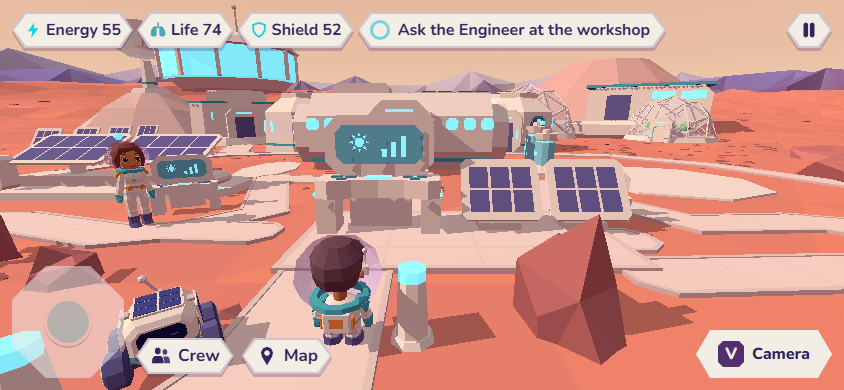 Energy 55
Life 74
Shield 52
Ask the Engineer at the workshop
Crew
Map
V Camera